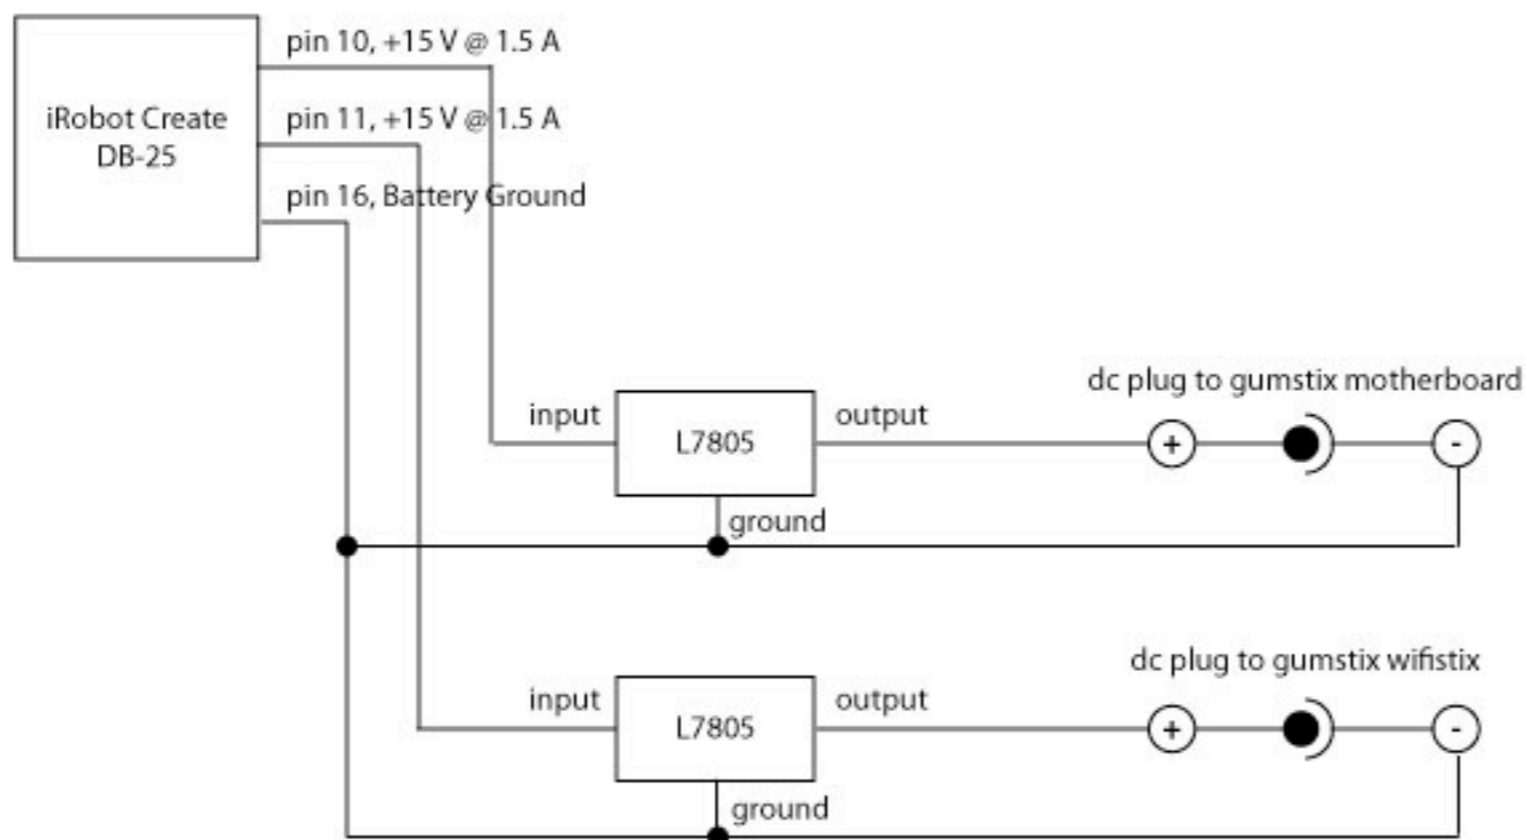 pin 10, +15 V @ 1.5 A
iRobot Create
DB-25
pin 11, +15 V @ 1.5 A
pin 16, Battery Ground
dc plug to gumstix motherboard
input
L7805
output
+
-
ground
dc plug to gumstix wifistix
input
L7805
output
+
-
ground